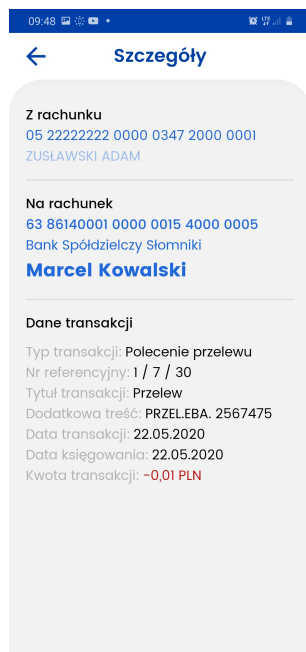 09:48
LTE
Szczegóły
Z rachunku
05 22222222 0000 0347 2000 0001
ZUSŁAWSKI ADAM
Na rachunek
63 86140001 0000 0015 4000 0005
Bank Spółdzielczy Słomniki
Marcel Kowalski
Dane transakcji
Typ transakcji: Polecenie przelewu
Nr referencyjny: 1 / 7 / 30
Tytuł transakcji: Przelew
Dodatkowa treść: PRZEL.EBA. 2567475
Data transakcji: 22.05.2020
Data księgowania: 22.05.2020
Kwota transakcji: -0,01 PLN